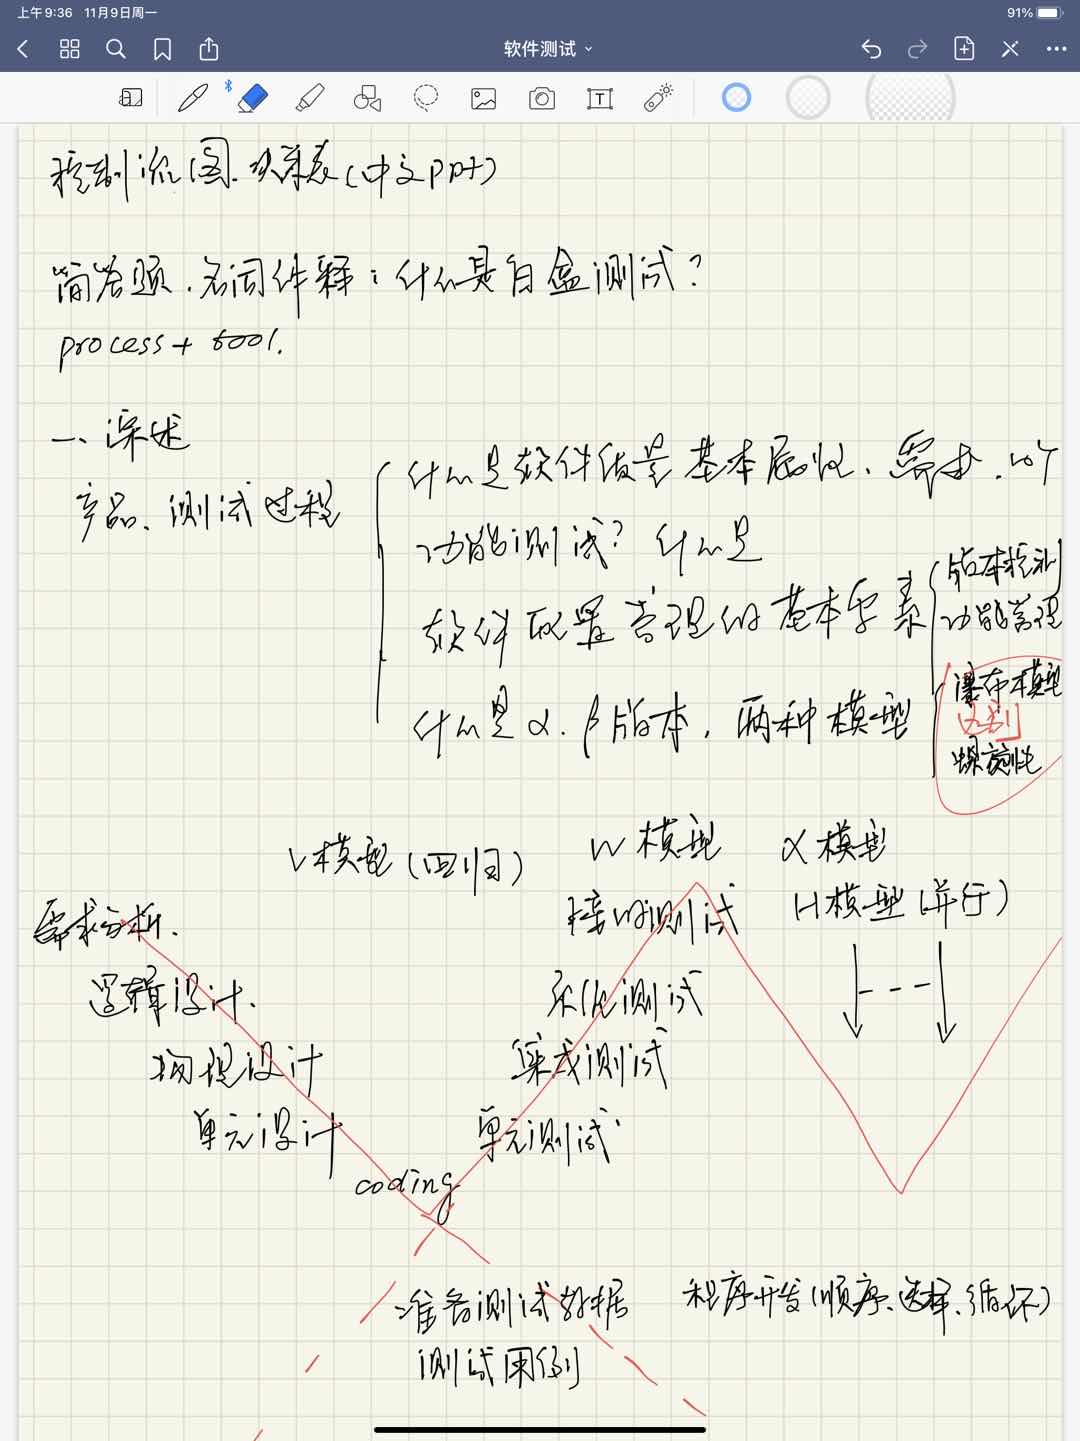 上午9:36 11月9日周一
91%
软件测试
T
控制流图、决策表(中文ppt)
简答题、名词解释:什么是白盒测试?
process + tool.
一、综述
产品、测试过程
什么是软件质量 基本属性、需求、
功能测试?什么是
软件配置管理的基本要素
版本控制
功能管理
什么是α、β版本,两种模型
瀑布模型
区别
螺旋
V模型(回归)
W模型
X模型
H模型(并行)
需求分析.
逻辑设计.
物理设计
单元设计
coding
接收测试
系统测试
集成测试
单元测试
准备测试数据
测试用例
程序开发(顺序、选择、循环)